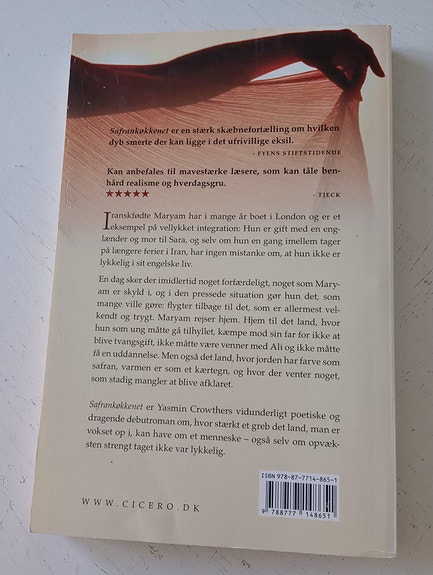 Safrankøkkenet er en stærk skæbnefortælling om hvilken
dyb smerte der kan ligge i det ufrivillige eksil.
- FYENS STIFTSTIDENDE
Kan anbefales til mavestærke læsere, som kan tåle ben-
hård realisme og hverdagsgru.
★★★★★ - TJECK
Iranskfødte Maryam har i mange år boet i London og er et
eksempel på vellykket integration: Hun er gift med en eng-
lænder og mor til Sara, og selv om hun en gang imellem tager
på længere ferier i Iran, har ingen mistanke om, at hun ikke er
lykkelig i sit engelske liv.
En dag sker der imidlertid noget forfærdeligt, noget som Mary-
am er skyld i, og i den pressede situation gør hun det, som
mange ville gøre: flygter tilbage til det, som er allermest vel-
kendt og trygt. Maryam rejser hjem. Hjem til det land, hvor
hun som ung måtte gå tilhyllet, kæmpe mod sin far for ikke at
blive tvangsgift, ikke måtte være venner med Ali og ikke måtte
få en uddannelse. Men også det land, hvor jorden har farve som
safran, varmen er som et kærtegn, og hvor der venter noget,
som stadig mangler at blive afklaret.
Safrankøkkenet er Yasmin Crowthers vidunderligt poetiske og
dragende debutroman om, hvor stærkt et greb det land, man er
vokset op i, kan have om et menneske – også selv om opvæk-
sten strengt taget ikke var lykkelig.
ISBN 978-87-7714-865-1
9 788777 148651
WWW.CICERO.DK